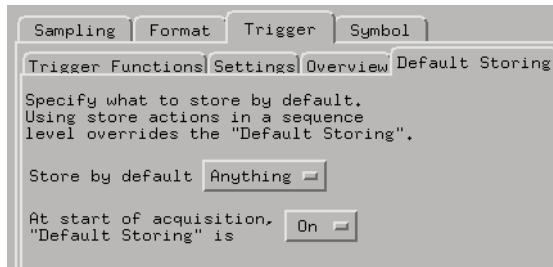 Sampling Format Trigger Symbol
Trigger Functions Settings Overview Default Storing
Specify what to store by default.
Using store actions in a sequence
level overrides the "Default Storing".
Store by default Anything
At start of acquisition,
"Default Storing" is On